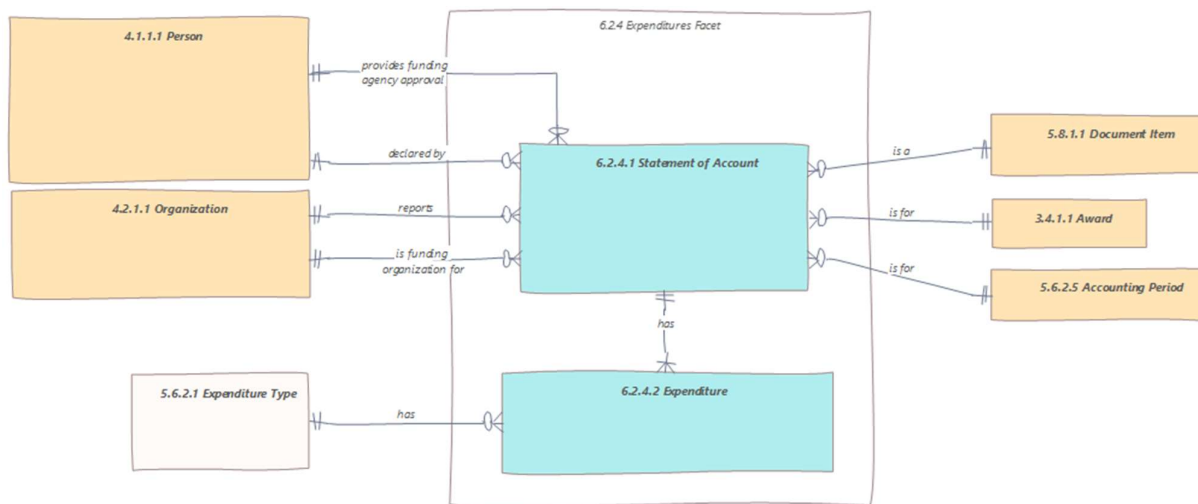 6.2.4 Expenditures Facet
4.1.1.1 Person
provides funding
agency approval
declared by
4.2.1.1 Organization
reports
is funding
organization for
6.2.4.1 Statement of Account
is a
5.8.1.1 Document Item
is for
3.4.1.1 Award
is for
5.6.2.5 Accounting Period
has
5.6.2.1 Expenditure Type
has
6.2.4.2 Expenditure